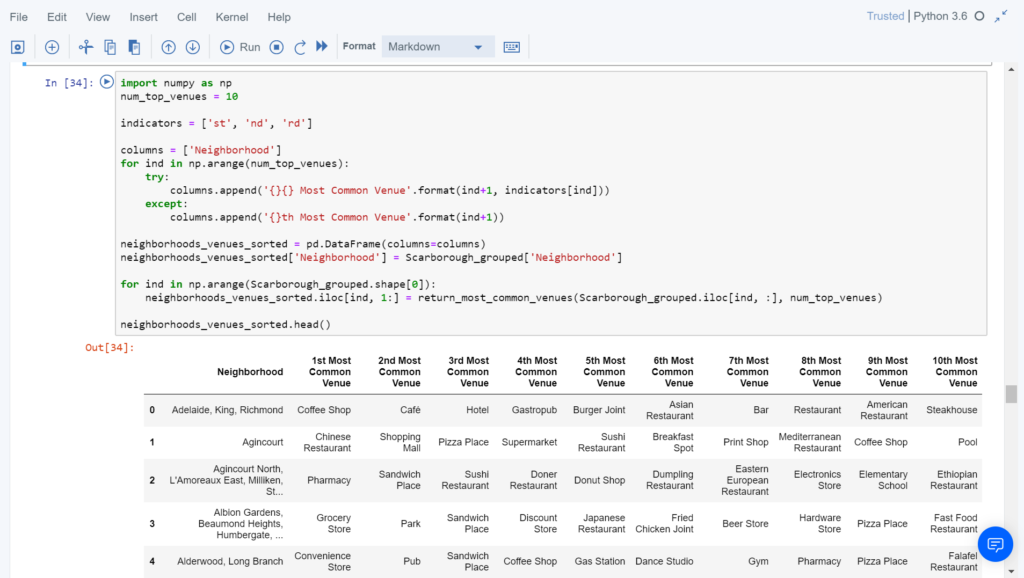 File Edit View Insert Cell Kernel Help Trusted | Python 3.6
Run Format Markdown
In [34]:
import numpy as np
num_top_venues = 10
indicators = ['st', 'nd', 'rd']
columns = ['Neighborhood']
for ind in np.arange(num_top_venues):
    try:
        columns.append('{}{} Most Common Venue'.format(ind+1, indicators[ind]))
    except:
        columns.append('{}th Most Common Venue'.format(ind+1))
neighborhoods_venues_sorted = pd.DataFrame(columns=columns)
neighborhoods_venues_sorted['Neighborhood'] = Scarborough_grouped['Neighborhood']
for ind in np.arange(Scarborough_grouped.shape[0]):
    neighborhoods_venues_sorted.iloc[ind, 1:] = return_most_common_venues(Scarborough_grouped.iloc[ind, :], num_top_venues)
neighborhoods_venues_sorted.head()
Out[34]:
Neighborhood 1st Most Common Venue 2nd Most Common Venue 3rd Most Common Venue 4th Most Common Venue 5th Most Common Venue 6th Most Common Venue 7th Most Common Venue 8th Most Common Venue 9th Most Common Venue 10th Most Common Venue
0 Adelaide, King, Richmond Coffee Shop Café Hotel Gastropub Burger Joint Asian Restaurant Bar Restaurant American Restaurant Steakhouse
1 Agincourt Chinese Restaurant Shopping Mall Pizza Place Supermarket Sushi Restaurant Breakfast Spot Print Shop Mediterranean Restaurant Coffee Shop Pool
2 Agincourt North, L'Amoreaux East, Milliken, St... Pharmacy Sandwich Place Sushi Restaurant Doner Restaurant Donut Shop Dumpling Restaurant Eastern European Restaurant Electronics Store Elementary School Ethiopian Restaurant
3 Albion Gardens, Beaumond Heights, Humbergate, ... Grocery Store Park Sandwich Place Discount Store Japanese Restaurant Fried Chicken Joint Beer Store Hardware Store Pizza Place Fast Food Restaurant
4 Alderwood, Long Branch Convenience Store Pub Sandwich Place Coffee Shop Gas Station Dance Studio Gym Pharmacy Pizza Place Falafel Restaurant